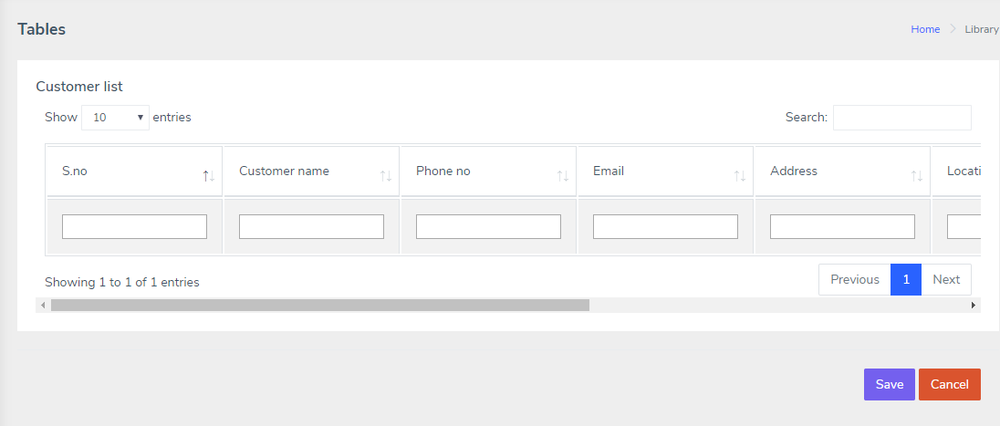 Tables
Home Library
Customer list
Show 10 entries Search:
S.no Customer name Phone no Email Address Locati
Showing 1 to 1 of 1 entries
Previous 1 Next
Save Cancel